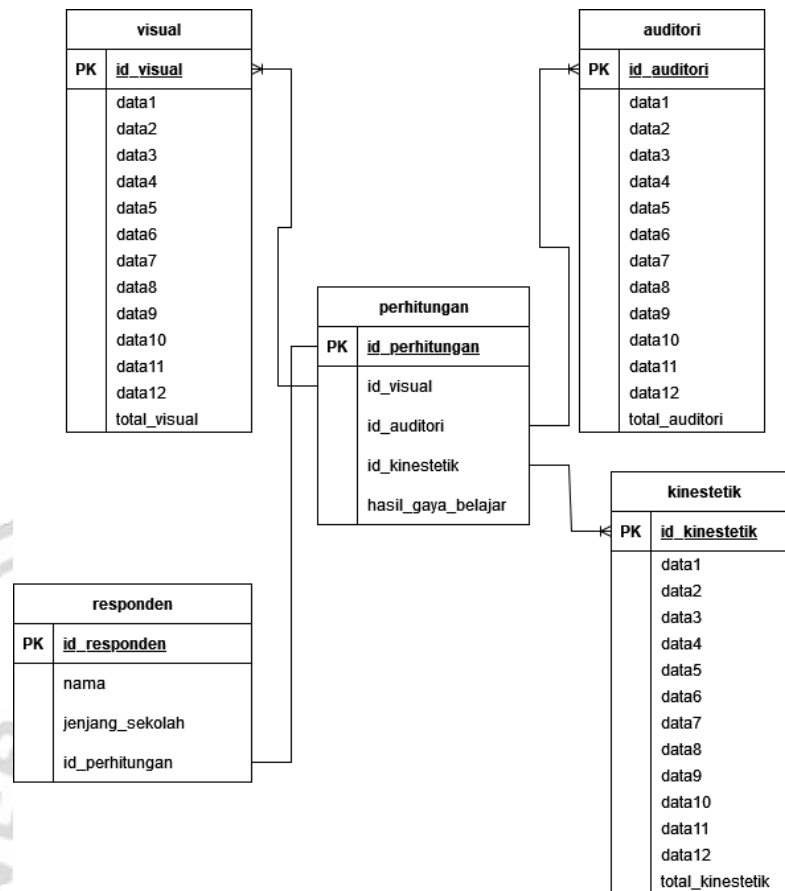 visual
PK id_visual
data1
data2
data3
data4
data5
data6
data7
data8
data9
data10
data11
data12
total_visual
auditori
PK id_auditori
data1
data2
data3
data4
data5
data6
data7
data8
data9
data10
data11
data12
total_auditori
perhitungan
PK id_perhitungan
id_visual
id_auditori
id_kinestetik
hasil_gaya_belajar
kinestetik
PK id_kinestetik
data1
data2
data3
data4
data5
data6
data7
data8
data9
data10
data11
data12
total_kinestetik
responden
PK id_responden
nama
jenjang_sekolah
id_perhitungan